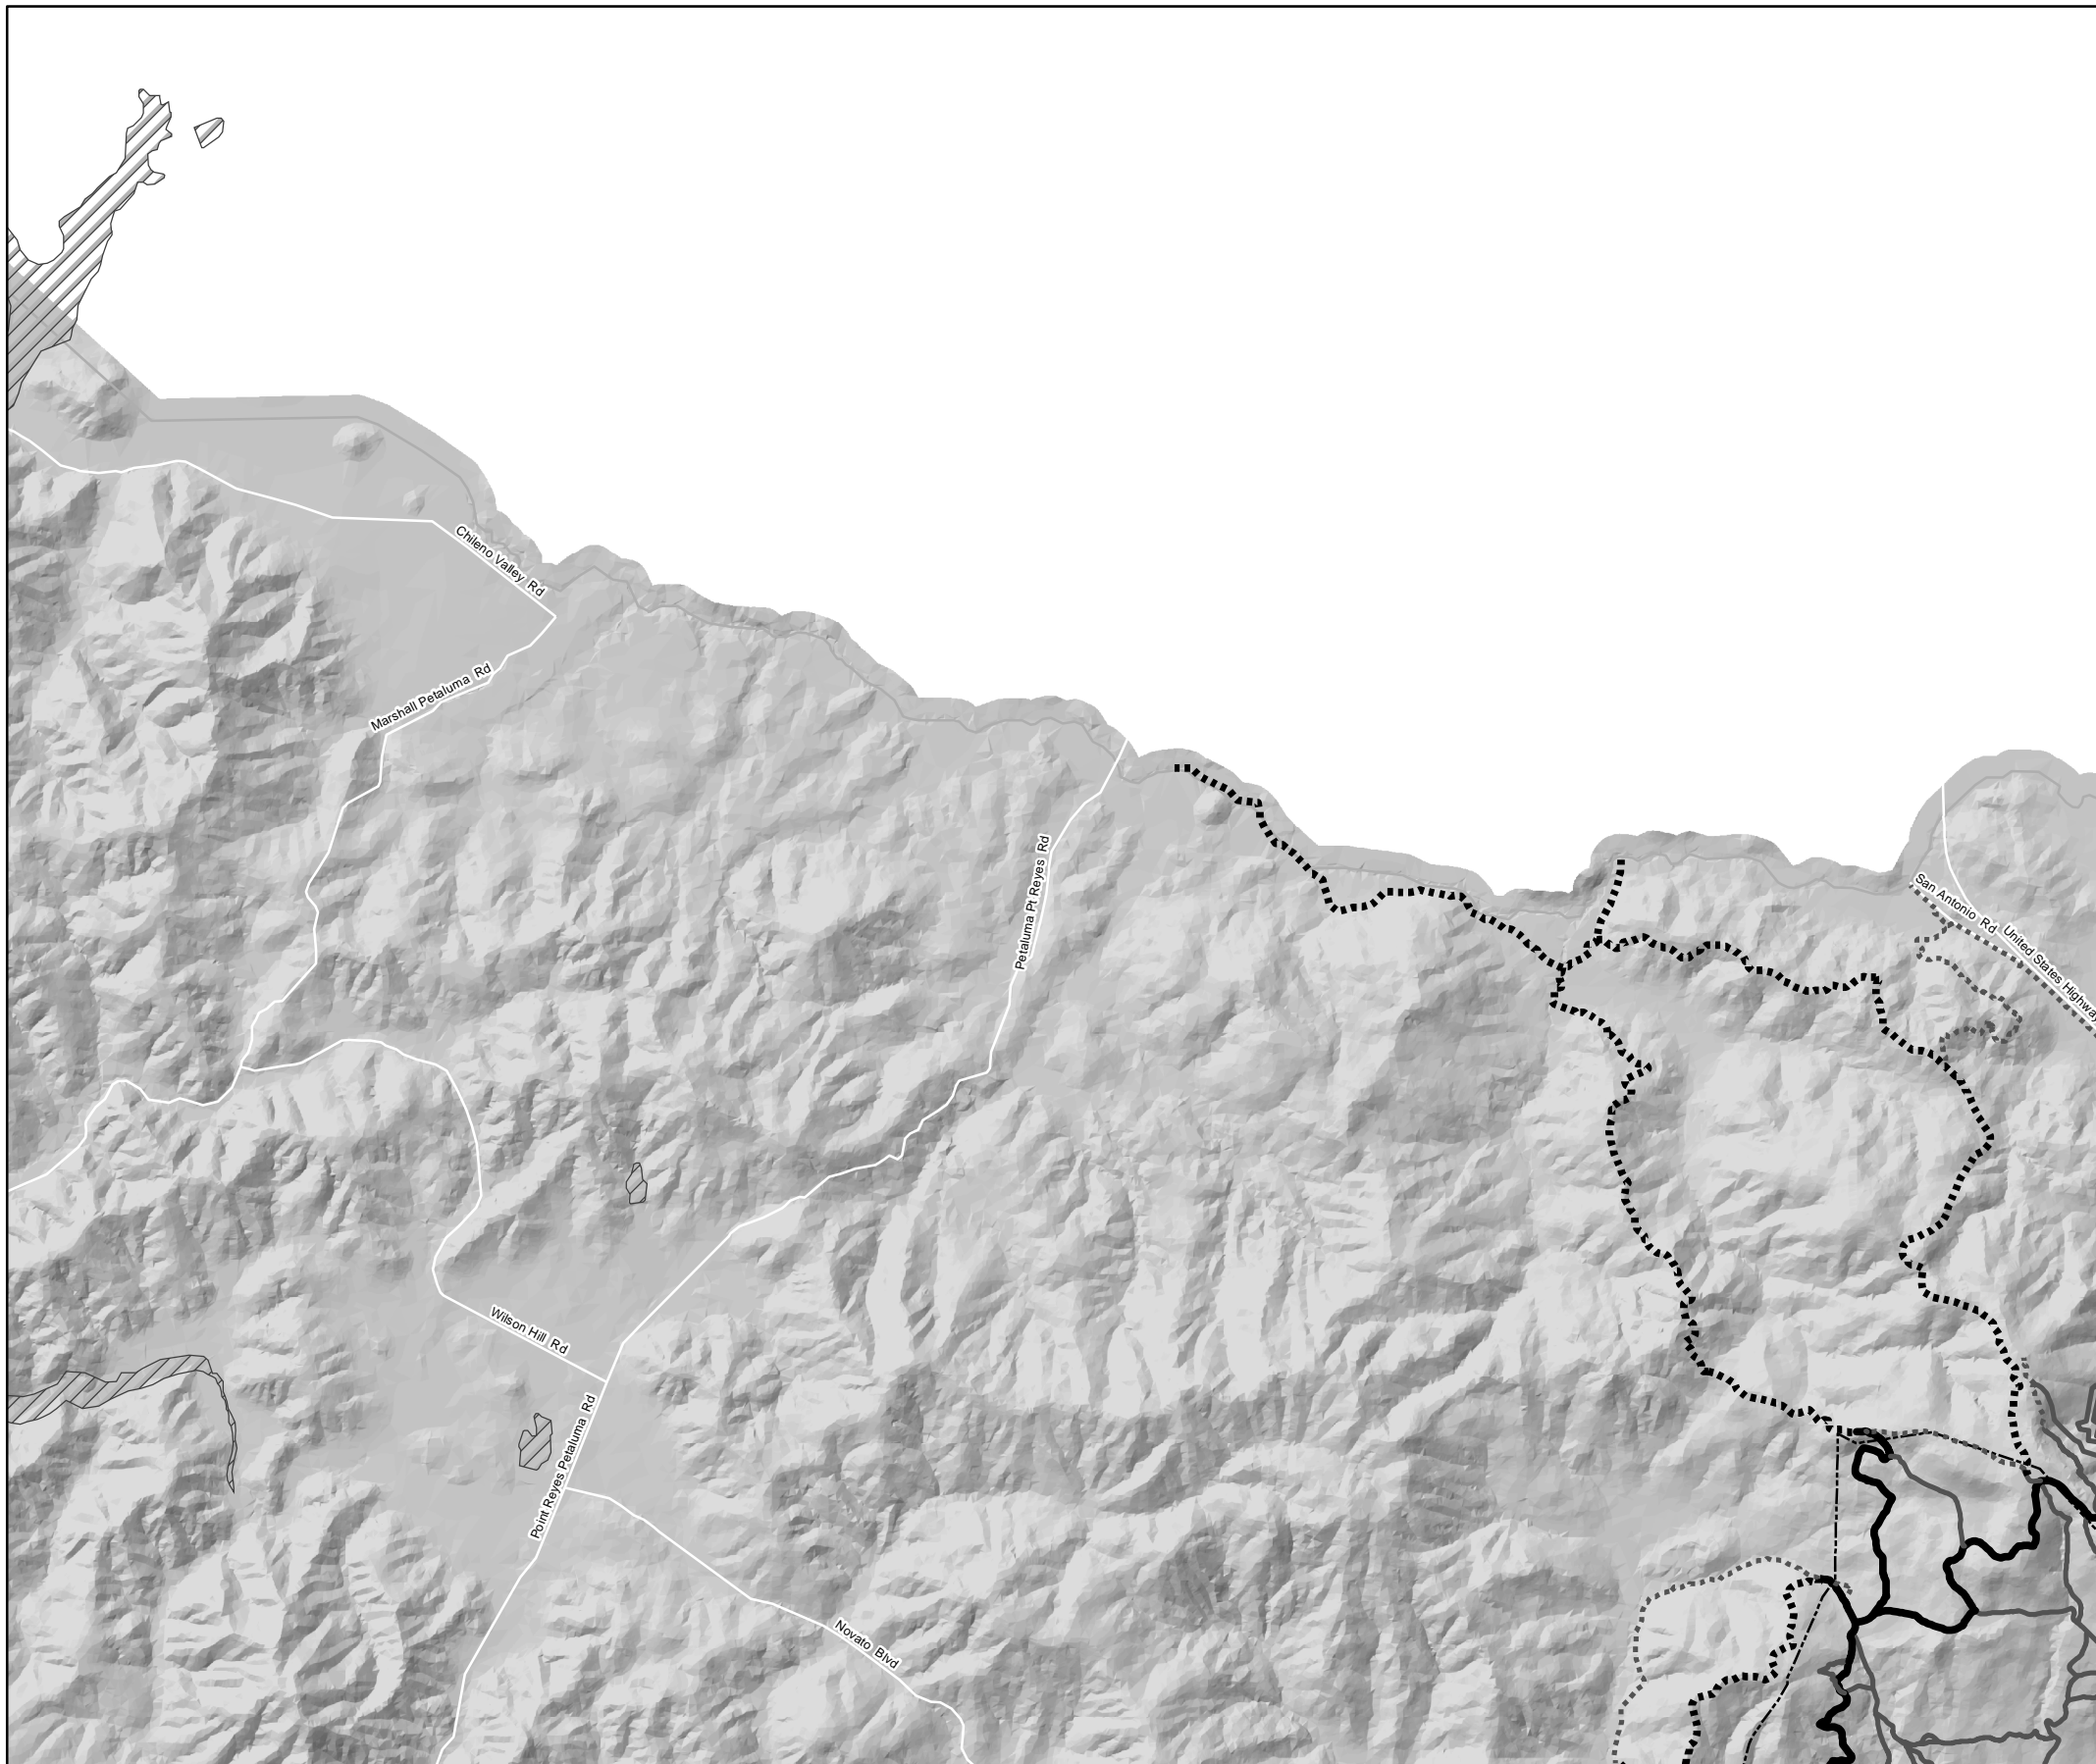 Chileno Valley Rd
Marshall Petaluma Rd
Petaluma Pt Reyes Rd
San Antonio Rd
United States Highway
Wilson Hill Rd
Point Reyes Petaluma Rd
Novato Blvd